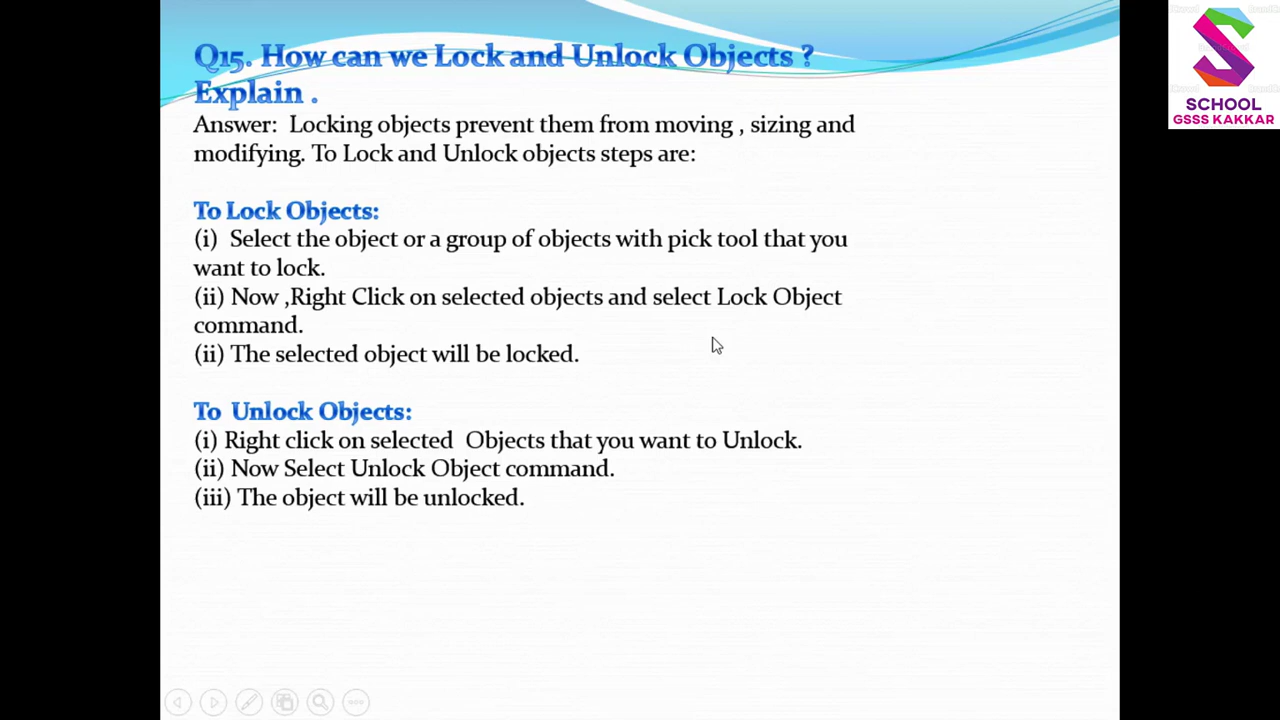 Q15. How can we Lock and Unlock Objects ?
Explain .
Answer:  Locking objects prevent them from moving , sizing and
modifying. To Lock and Unlock objects steps are:
To Lock Objects:
(i)  Select the object or a group of objects with pick tool that you
want to lock.
(ii) Now ,Right Click on selected objects and select Lock Object
command.
(ii) The selected object will be locked.
To  Unlock Objects:
(i) Right click on selected  Objects that you want to Unlock.
(ii) Now Select Unlock Object command.
(iii) The object will be unlocked.
SCHOOL
GSSS KAKKAR